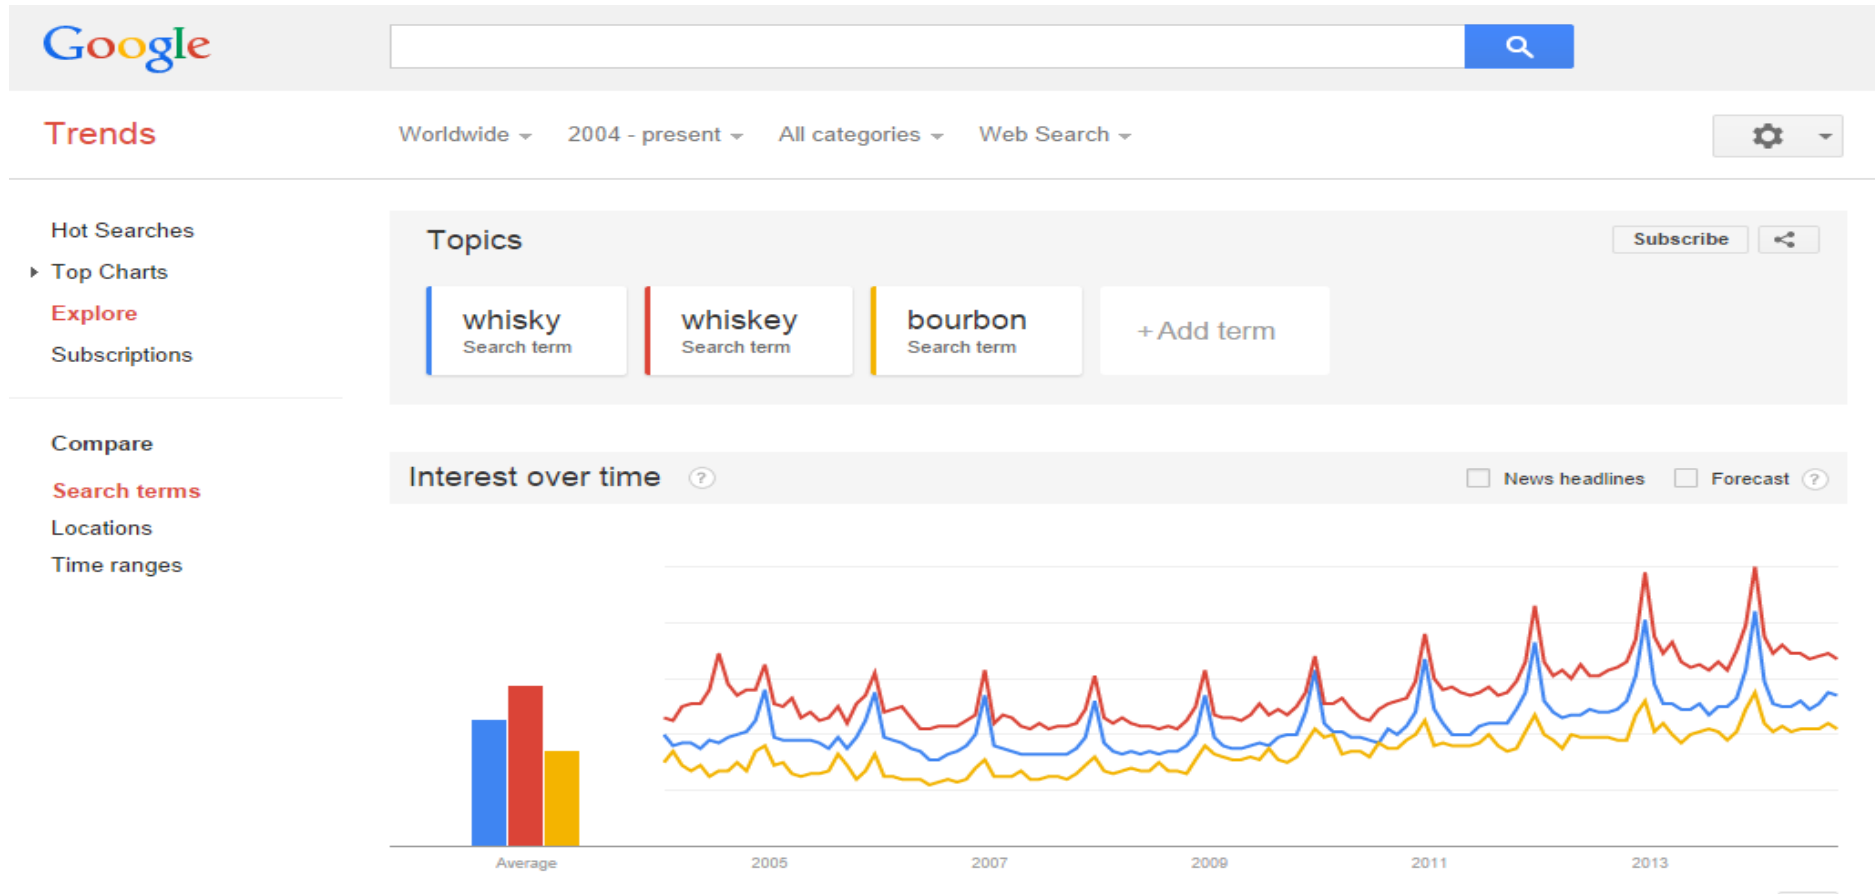 Google
Trends
Worldwide 2004 - present All categories Web Search
Hot Searches
Top Charts
Explore
Subscriptions
Compare
Search terms
Locations
Time ranges
Topics
Subscribe
whisky
Search term
whiskey
Search term
bourbon
Search term
+Add term
Interest over time ?
News headlines Forecast ?
Average 2005 2007 2009 2011 2013